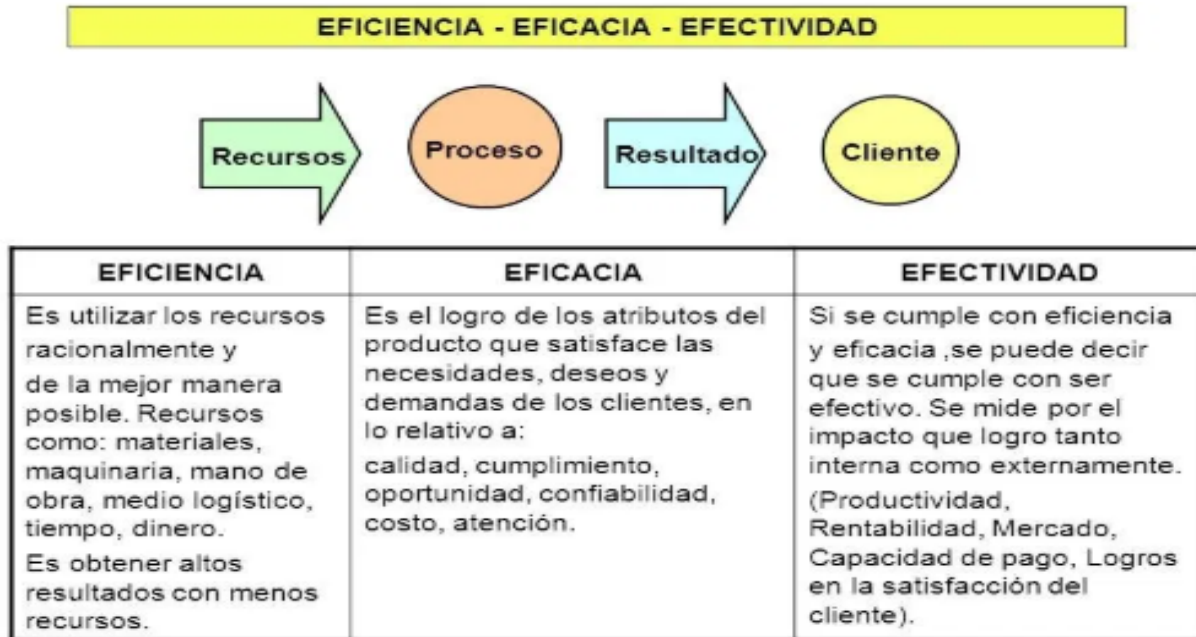 EFICIENCIA - EFICACIA - EFECTIVIDAD
Recursos
Proceso
Resultado
Cliente
EFICIENCIA
Es utilizar los recursos
racionalmente y
de la mejor manera
posible. Recursos
como: materiales,
maquinaria, mano de
obra, medio logístico,
tiempo, dinero.
Es obtener altos
resultados con menos
recursos.
EFICACIA
Es el logro de los atributos del
producto que satisface las
necesidades, deseos y
demandas de los clientes, en
lo relativo a:
calidad, cumplimiento,
oportunidad, confiabilidad,
costo, atención.
EFECTIVIDAD
Si se cumple con eficiencia
y eficacia ,se puede decir
que se cumple con ser
efectivo. Se mide por el
impacto que logro tanto
interna como externamente.
(Productividad,
Rentabilidad, Mercado,
Capacidad de pago, Logros
en la satisfacción del
cliente).